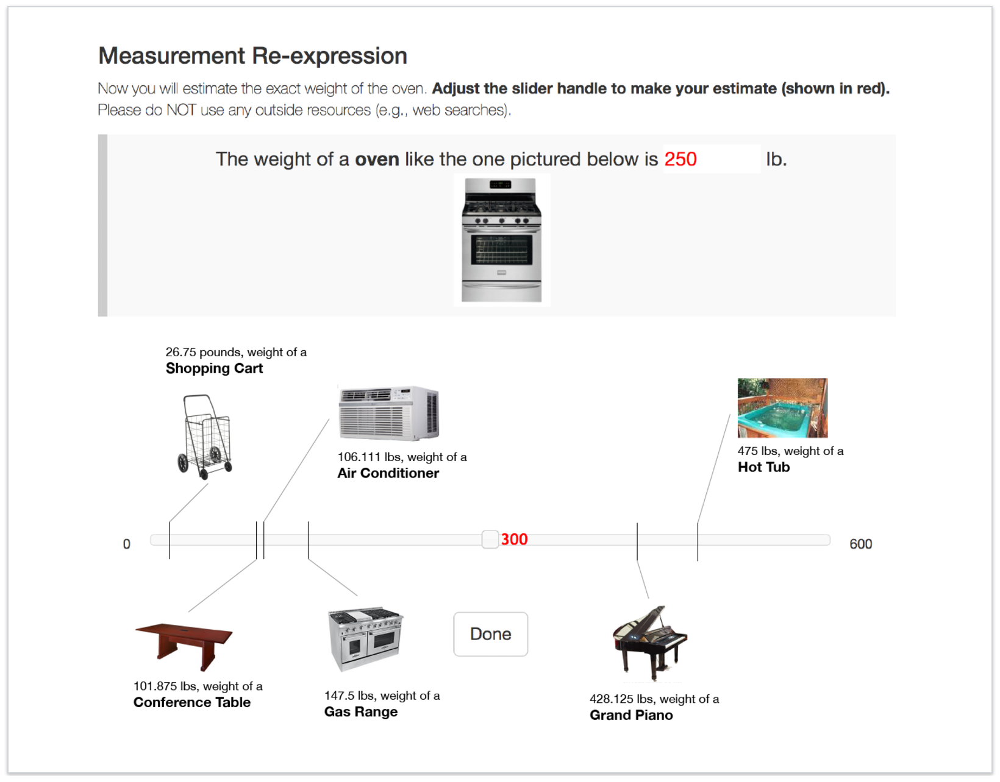 Measurement Re-expression
Now you will estimate the exact weight of the oven. Adjust the slider handle to make your estimate (shown in red).
Please do NOT use any outside resources (e.g., web searches).
The weight of a oven like the one pictured below is 250 lb.
26.75 pounds, weight of a
Shopping Cart
106.111 lbs, weight of a
Air Conditioner
475 lbs, weight of a
Hot Tub
0
300
600
101.875 lbs, weight of a
Conference Table
147.5 lbs, weight of a
Gas Range
Done
428.125 lbs, weight of a
Grand Piano